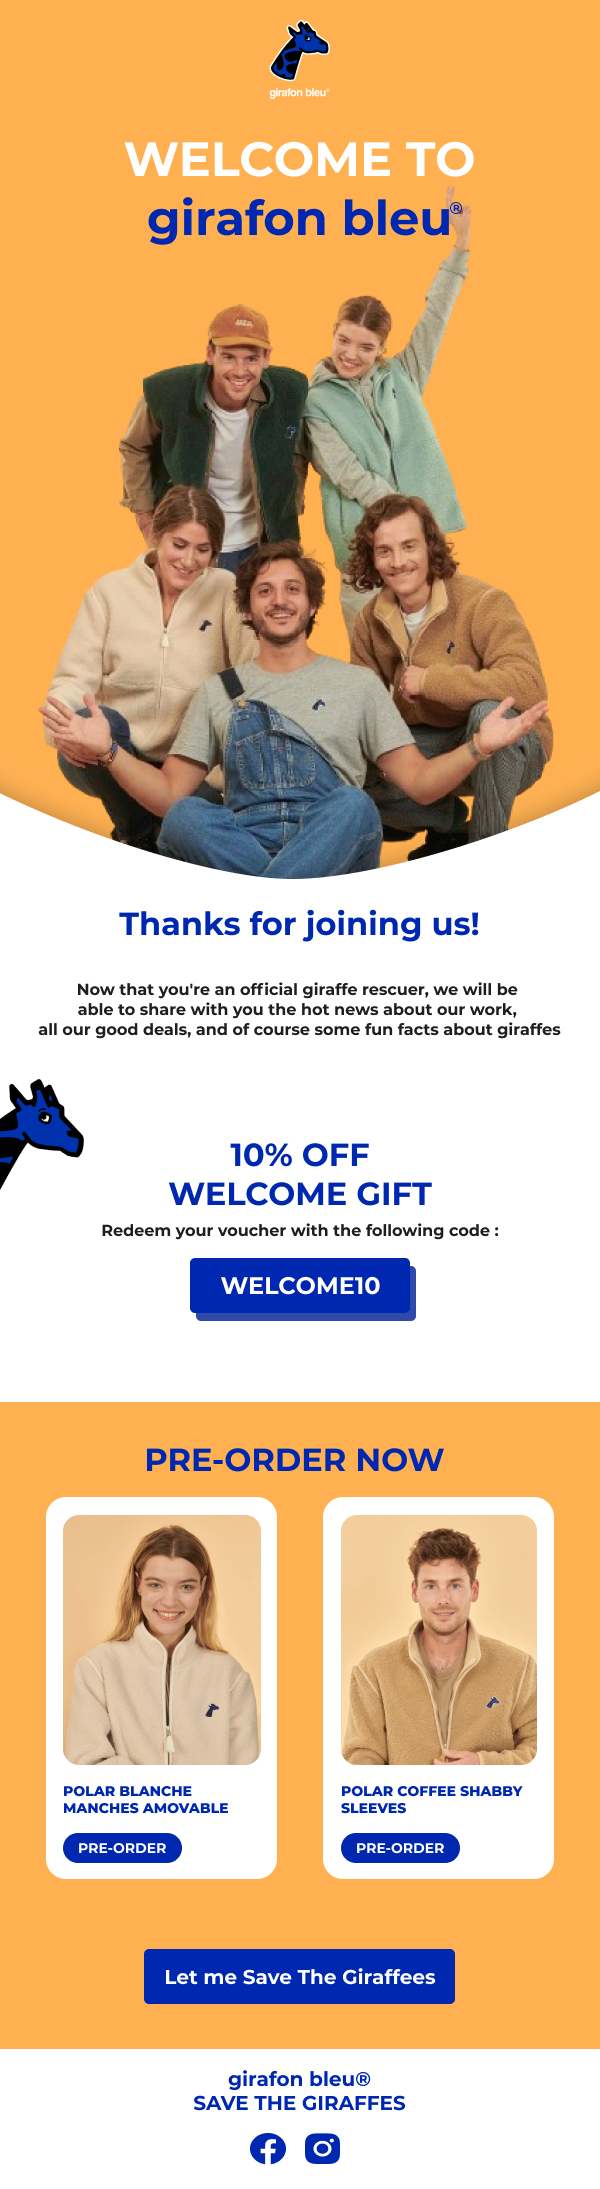 girafon bleu™
WELCOME TO
girafon bleu®
Thanks for joining us!
Now that you're an official giraffe rescuer, we will be
able to share with you the hot news about our work,
all our good deals, and of course some fun facts about giraffes
10% OFF
WELCOME GIFT
Redeem your voucher with the following code :
WELCOME10
PRE-ORDER NOW
POLAR BLANCHE
MANCHES AMOVABLE
PRE-ORDER
POLAR COFFEE SHABBY
SLEEVES
PRE-ORDER
Let me Save The Giraffees
girafon bleu®
SAVE THE GIRAFFES